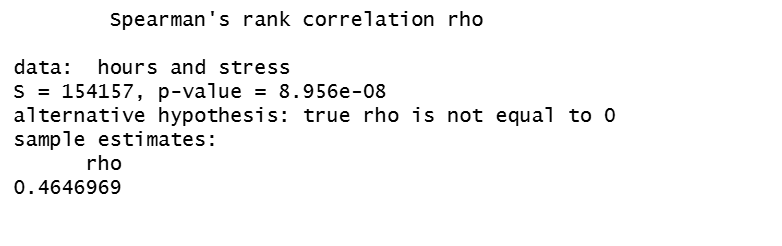 Spearman's rank correlation rho
data:  hours and stress
S = 154157, p-value = 8.956e-08
alternative hypothesis: true rho is not equal to 0
sample estimates:
rho
0.4646969